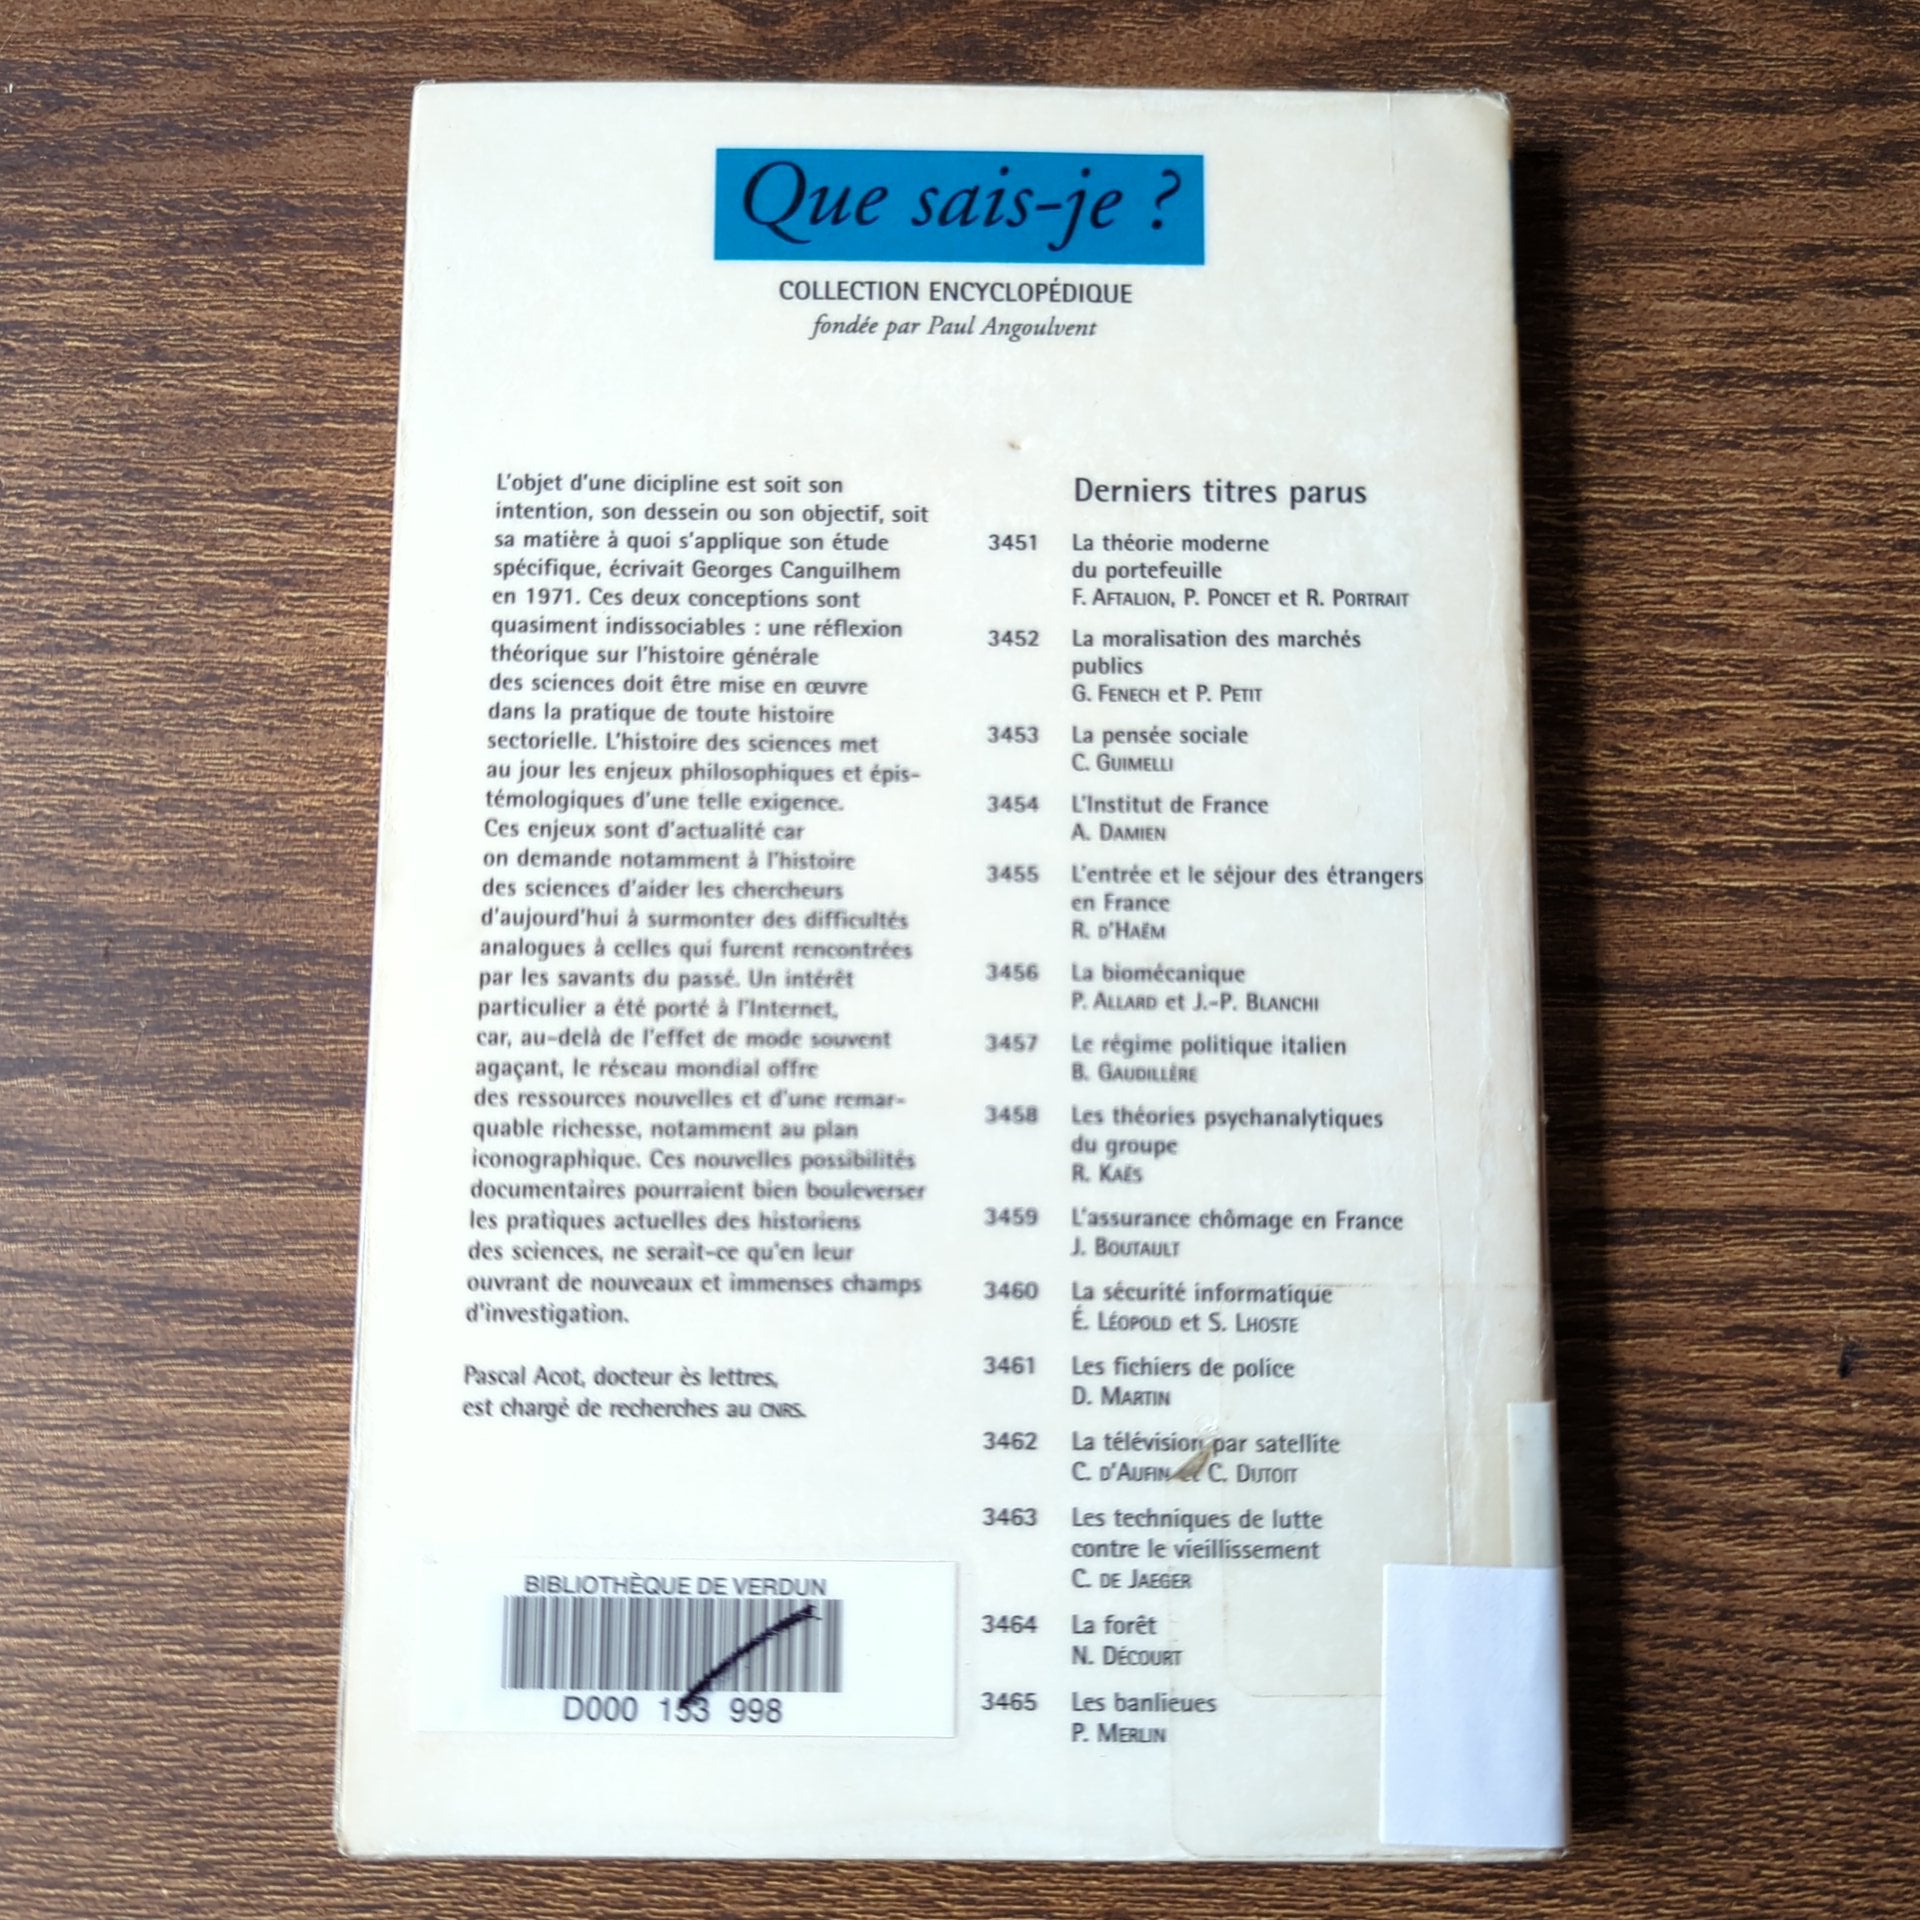 Que sais-je ?
COLLECTION ENCYCLOPÉDIQUE
fondée par Paul Angoulvent
L'objet d'une dicipline est soit son
intention, son dessein ou son objectif, soit
sa matière à quoi s'applique son étude
spécifique, écrivait Georges Canguilhem
en 1971. Ces deux conceptions sont
quasiment indissociables : une réflexion
théorique sur l'histoire générale
des sciences doit être mise en œuvre
dans la pratique de toute histoire
sectorielle. L'histoire des sciences met
au jour les enjeux philosophiques et épis-
témologiques d'une telle exigence.
Ces enjeux sont d'actualité car
on demande notamment à l'histoire
des sciences d'aider les chercheurs
d'aujourd'hui à surmonter des difficultés
analogues à celles qui furent rencontrées
par les savants du passé. Un intérêt
particulier a été porté à l'Internet,
car, au-delà de l'effet de mode souvent
agaçant, le réseau mondial offre
des ressources nouvelles et d'une remar-
quable richesse, notamment au plan
iconographique. Ces nouvelles possibilités
documentaires pourraient bien bouleverser
les pratiques actuelles des historiens
des sciences, ne serait-ce qu'en leur
ouvrant de nouveaux et immenses champs
d'investigation.
Pascal Acot, docteur ès lettres,
est chargé de recherches au CNRS.
BIBLIOTHÈQUE DE VERDUN
D000 153 998
Derniers titres parus
3451 La théorie moderne
du portefeuille
F. AFTALION, P. PONCET et R. PORTRAIT
3452 La moralisation des marchés
publics
G. FENECH et P. PETIT
3453 La pensée sociale
C. GUIMELLI
3454 L'Institut de France
A. DAMIEN
3455 L'entrée et le séjour des étrangers
en France
R. D'HAËM
3456 La biomécanique
P. ALLARD et J.-P. BLANCHI
3457 Le régime politique italien
B. GAUDILLÈRE
3458 Les théories psychanalytiques
du groupe
R. KAËS
3459 L'assurance chômage en France
J. BOUTAULT
3460 La sécurité informatique
É. LÉOPOLD et S. LHOSTE
3461 Les fichiers de police
D. MARTIN
3462 La télévision par satellite
C. D'AUFIN et C. DUTOIT
3463 Les techniques de lutte
contre le vieillissement
C. DE JAEGER
3464 La forêt
N. DÉCOURT
3465 Les banlieues
P. MERLIN